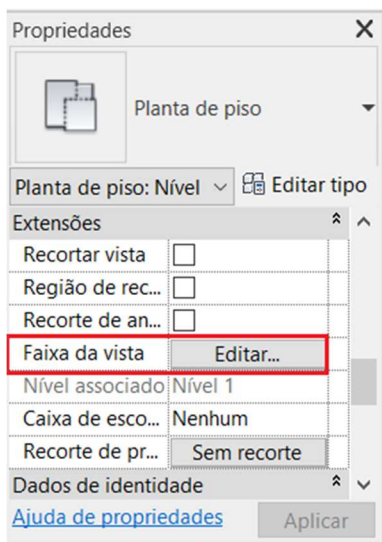 Propriedades
Planta de piso
Planta de piso: Nível Editar tipo
Extensões
Recortar vista
Região de rec...
Recorte de an...
Faixa da vista Editar...
Nível associado Nível 1
Caixa de esco... Nenhum
Recorte de pr... Sem recorte
Dados de identidade
Ajuda de propriedades Aplicar